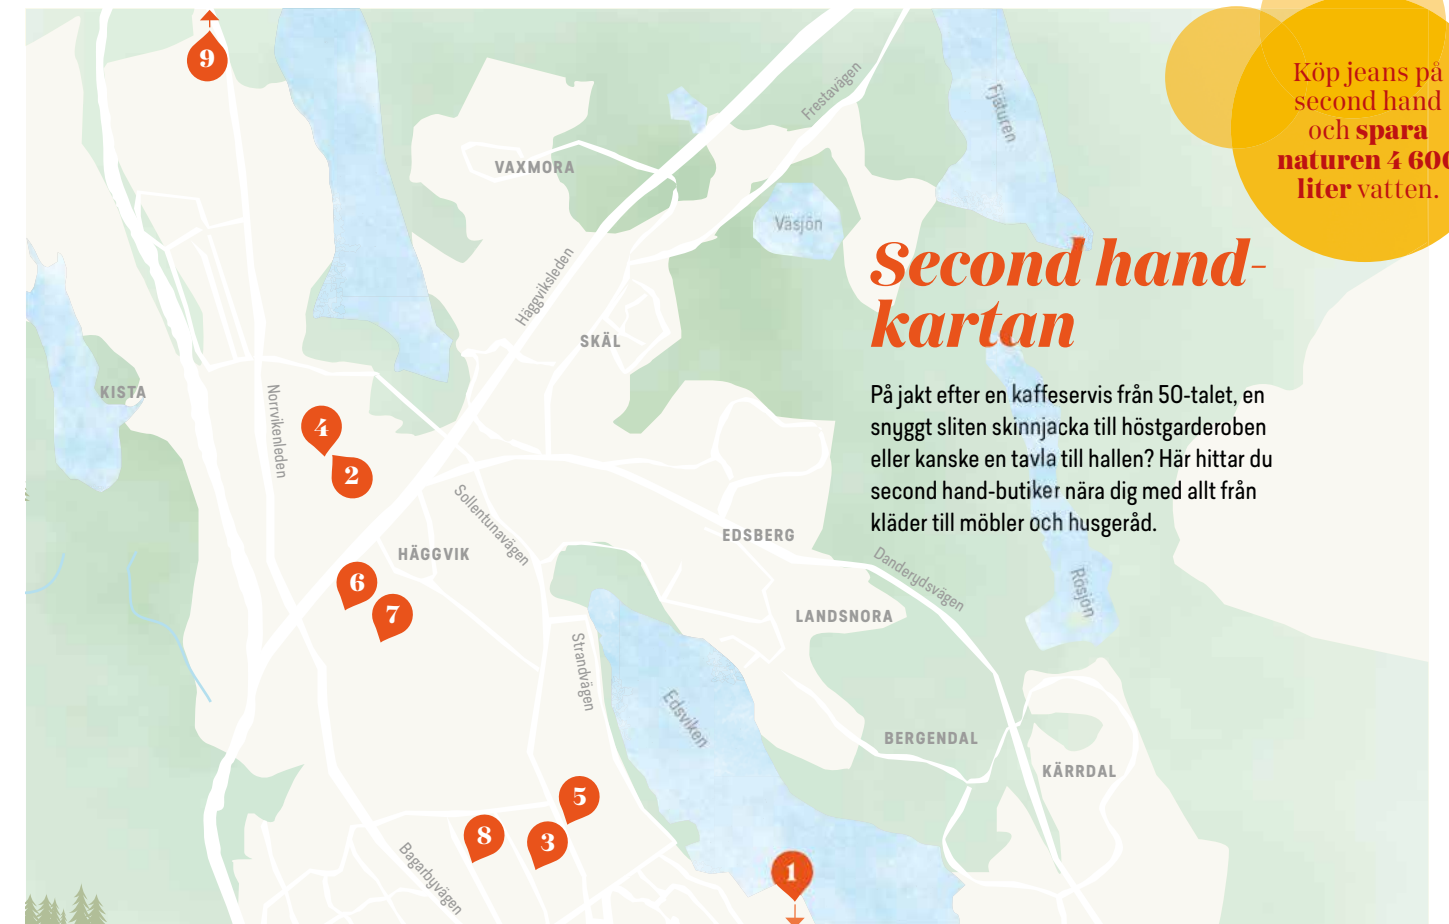 9
Köp jeans på
second hand
och spara
naturen 4 600
liter vatten.
Frestavägen
Fjäturen
VAXMORA
Väsjön
Second hand-
kartan
Häggviksleden
SKÄL
KISTA
Norrvikenleden
På jakt efter en kaffeservis från 50-talet, en
snyggt sliten skinnjacka till höstgarderoben
eller kanske en tavla till hallen? Här hittar du
second hand-butiker nära dig med allt från
kläder till möbler och husgeråd.
4
2
Sollentunavägen
HÄGGVIK
EDSBERG
Danderydsvägen
6
7
LANDSNORA
Rösjön
Strandvägen
Edsviken
BERGENDAL
KÄRRDAL
5
8
3
Bagarbyvägen
1